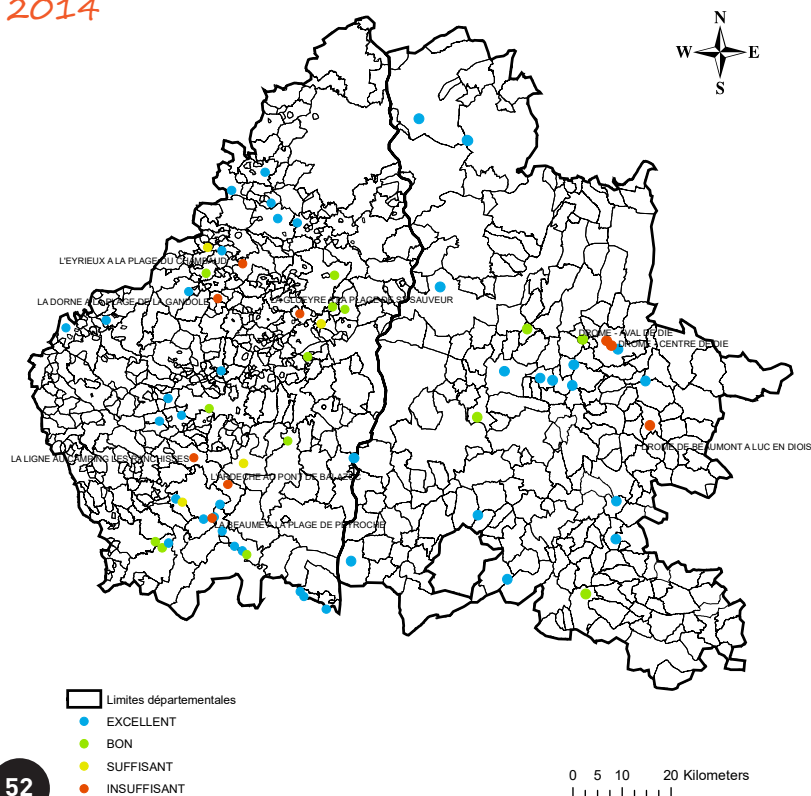 2014
N
W E
S
L'EYRIEUX A LA PLAGE DU CHAMBAUD
LA DORNE A LA PLAGE DE LA GANDOLE
LA GLUEYRE A LA PLAGE DE ST SAUVEUR
DROME - AVAL DE DIE
DROME - CENTRE DE DIE
DROME DE BEAUMONT A LUC EN DIOIS
LA LIGNE AU CAMPING LES RANCHISSES
L'ARDECHE AU PONT DE BALAZUC
LA BEAUME A LA PLAGE DE PEYROCHE
Limites départementales
EXCELLENT
BON
SUFFISANT
INSUFFISANT
52
0 5 10 20 Kilometers